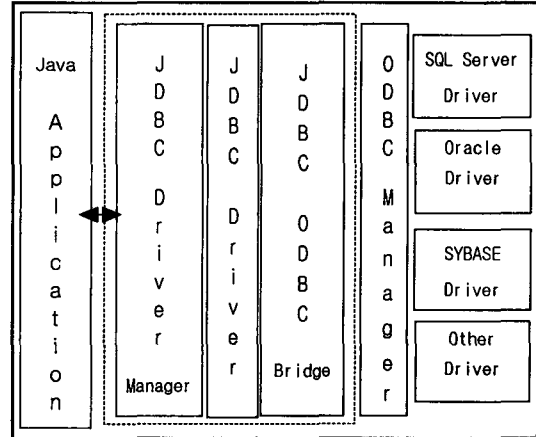 Java Application
JDBC Driver Manager
JDBC Driver
JDBC ODBC Bridge
ODBC Manager
SQL Server
Driver
Oracle
Driver
SYBASE
Driver
Other
Driver